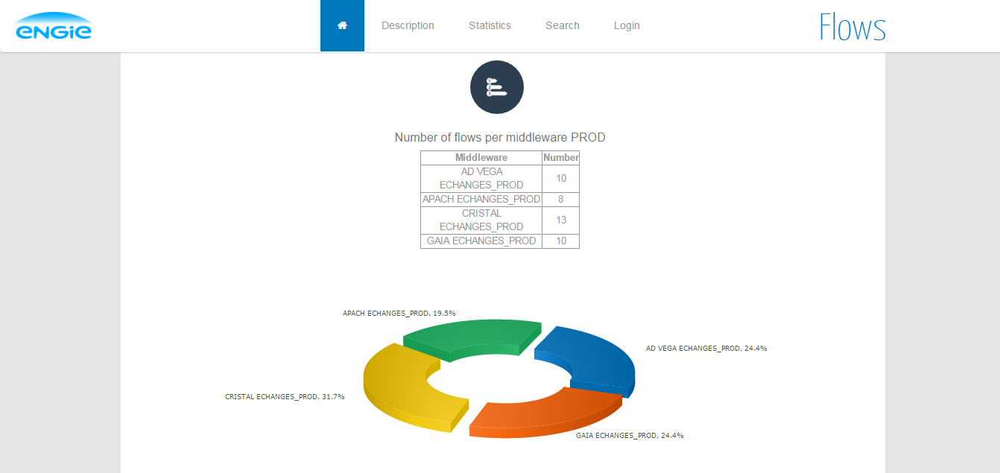 ENGIE
Description
Statistics
Search
Login
Flows
Number of flows per middleware PROD
Middleware Number
AD VEGA
ECHANGES_PROD 10
APACH ECHANGES_PROD 8
CRISTAL
ECHANGES_PROD 13
GAIA ECHANGES_PROD 10
APACH ECHANGES_PROD, 19.5%
AD VEGA ECHANGES_PROD, 24.4%
CRISTAL ECHANGES_PROD, 31.7%
GAIA ECHANGES_PROD, 24.4%